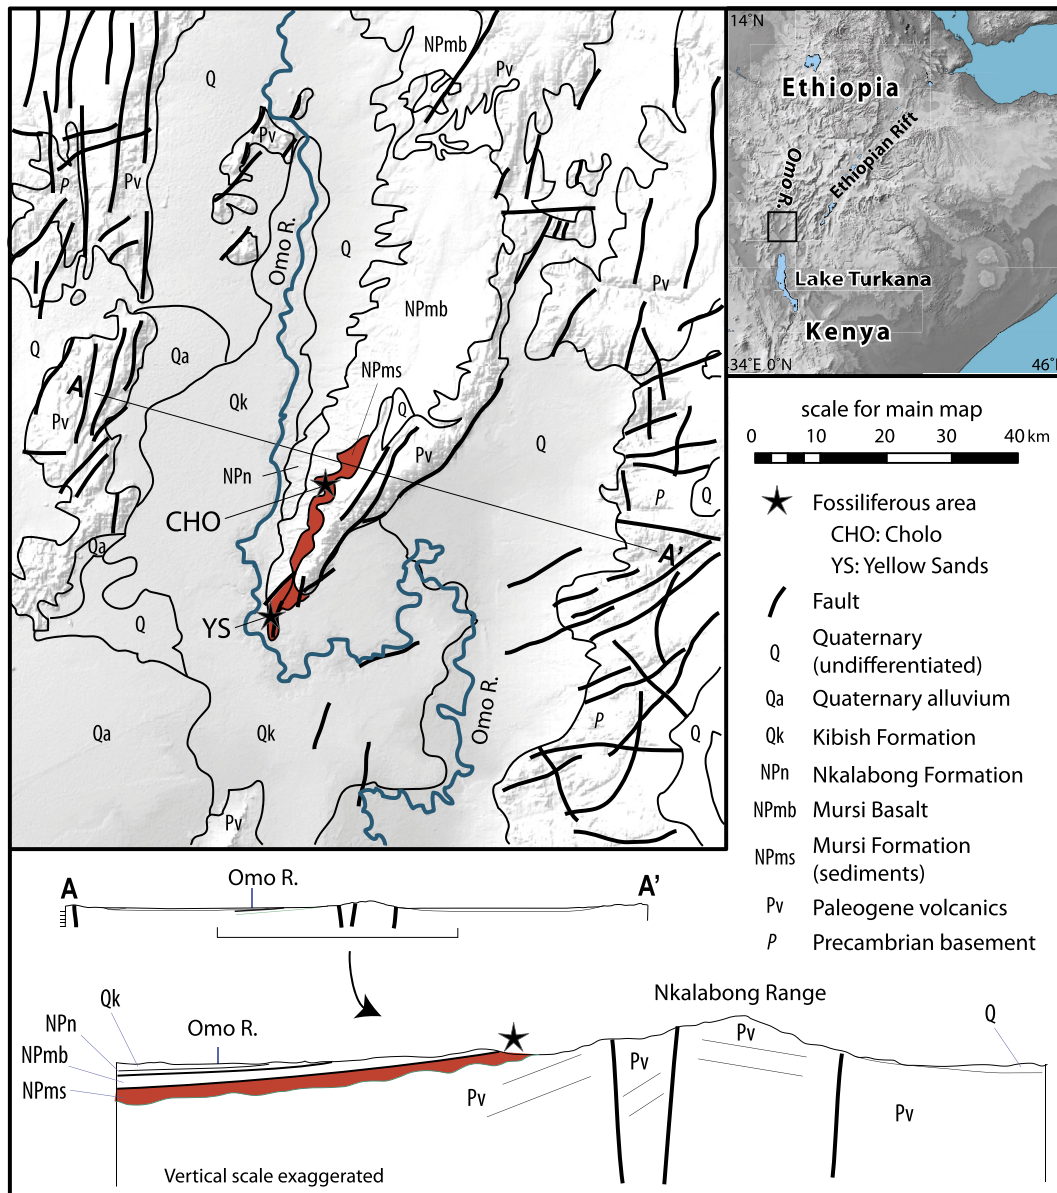 NPmb
Pv
Q
Pv
P
Pv
Omo R.
Q
Pv
NPmb
Q
Qa
NPms
A
Qk
Q
Pv
Pv
Q
NPn
P
Q
CHO
Qa
A'
Q
YS
Omo R.
P
Q
Qa
Qk
Pv
14°N
Ethiopia
Ethiopian Rift
Omo R.
Lake Turkana
Kenya
34°E 0°N
46°E
scale for main map
0 10 20 30 40 km
Fossiliferous area
CHO: Cholo
YS: Yellow Sands
Fault
Q Quaternary
(undifferentiated)
Qa Quaternary alluvium
Qk Kibish Formation
NPn Nkalabong Formation
NPmb Mursi Basalt
NPms Mursi Formation
(sediments)
Pv Paleogene volcanics
P Precambrian basement
A
Omo R.
A'
Qk
Nkalabong Range
NPn
Omo R.
Q
NPmb
Pv
Pv
NPms
Pv
Pv
Vertical scale exaggerated